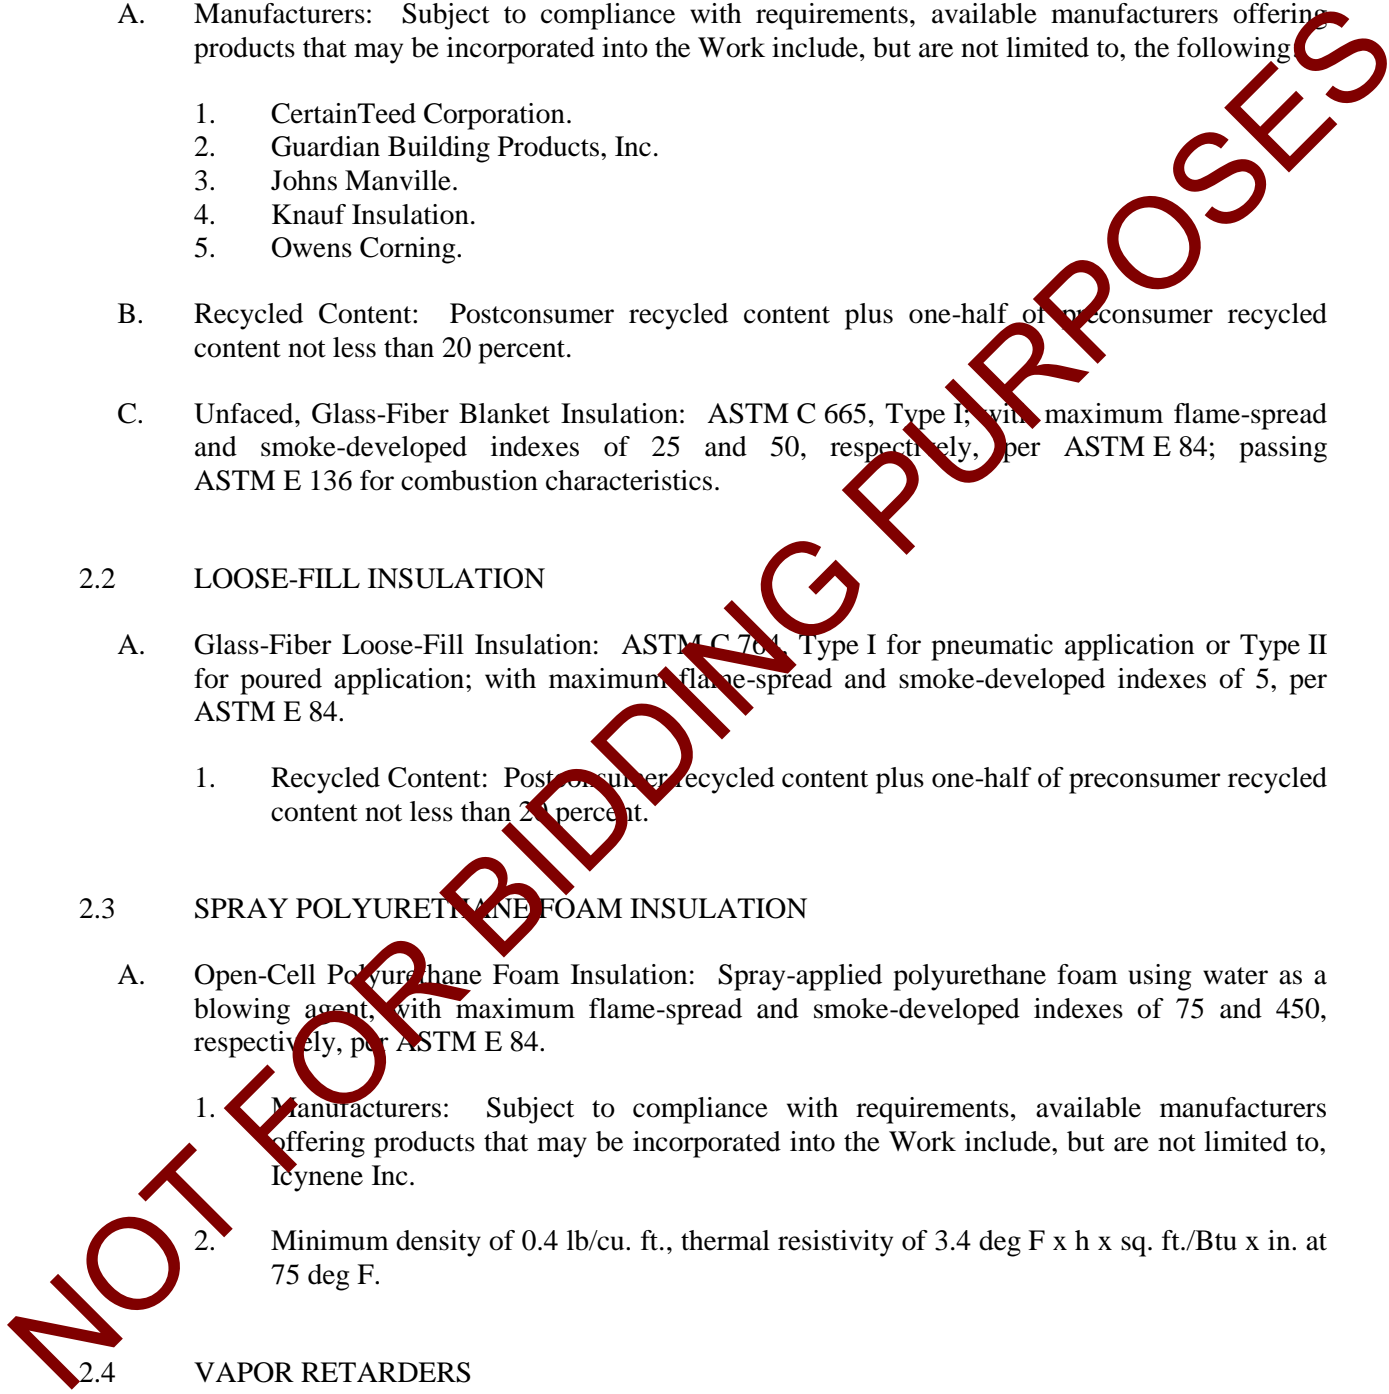 A. Manufacturers: Subject to compliance with requirements, available manufacturers offering
products that may be incorporated into the Work include, but are not limited to, the following
1. CertainTeed Corporation.
2. Guardian Building Products, Inc.
3. Johns Manville.
4. Knauf Insulation.
5. Owens Corning.
B. Recycled Content: Postconsumer recycled content plus one-half of preconsumer recycled
content not less than 20 percent.
C. Unfaced, Glass-Fiber Blanket Insulation: ASTM C 665, Type I; with maximum flame-spread
and smoke-developed indexes of 25 and 50, respectively, per ASTM E 84; passing
ASTM E 136 for combustion characteristics.
2.2 LOOSE-FILL INSULATION
A. Glass-Fiber Loose-Fill Insulation: ASTM C 764, Type I for pneumatic application or Type II
for poured application; with maximum flame-spread and smoke-developed indexes of 5, per
ASTM E 84.
1. Recycled Content: Postconsumer recycled content plus one-half of preconsumer recycled
content not less than 20 percent.
2.3 SPRAY POLYURETHANE FOAM INSULATION
A. Open-Cell Polyurethane Foam Insulation: Spray-applied polyurethane foam using water as a
blowing agent, with maximum flame-spread and smoke-developed indexes of 75 and 450,
respectively, per ASTM E 84.
1. Manufacturers: Subject to compliance with requirements, available manufacturers
offering products that may be incorporated into the Work include, but are not limited to,
Icynene Inc.
2. Minimum density of 0.4 lb/cu. ft., thermal resistivity of 3.4 deg F x h x sq. ft./Btu x in. at
75 deg F.
2.4 VAPOR RETARDERS
NOT FOR BIDDING PURPOSES